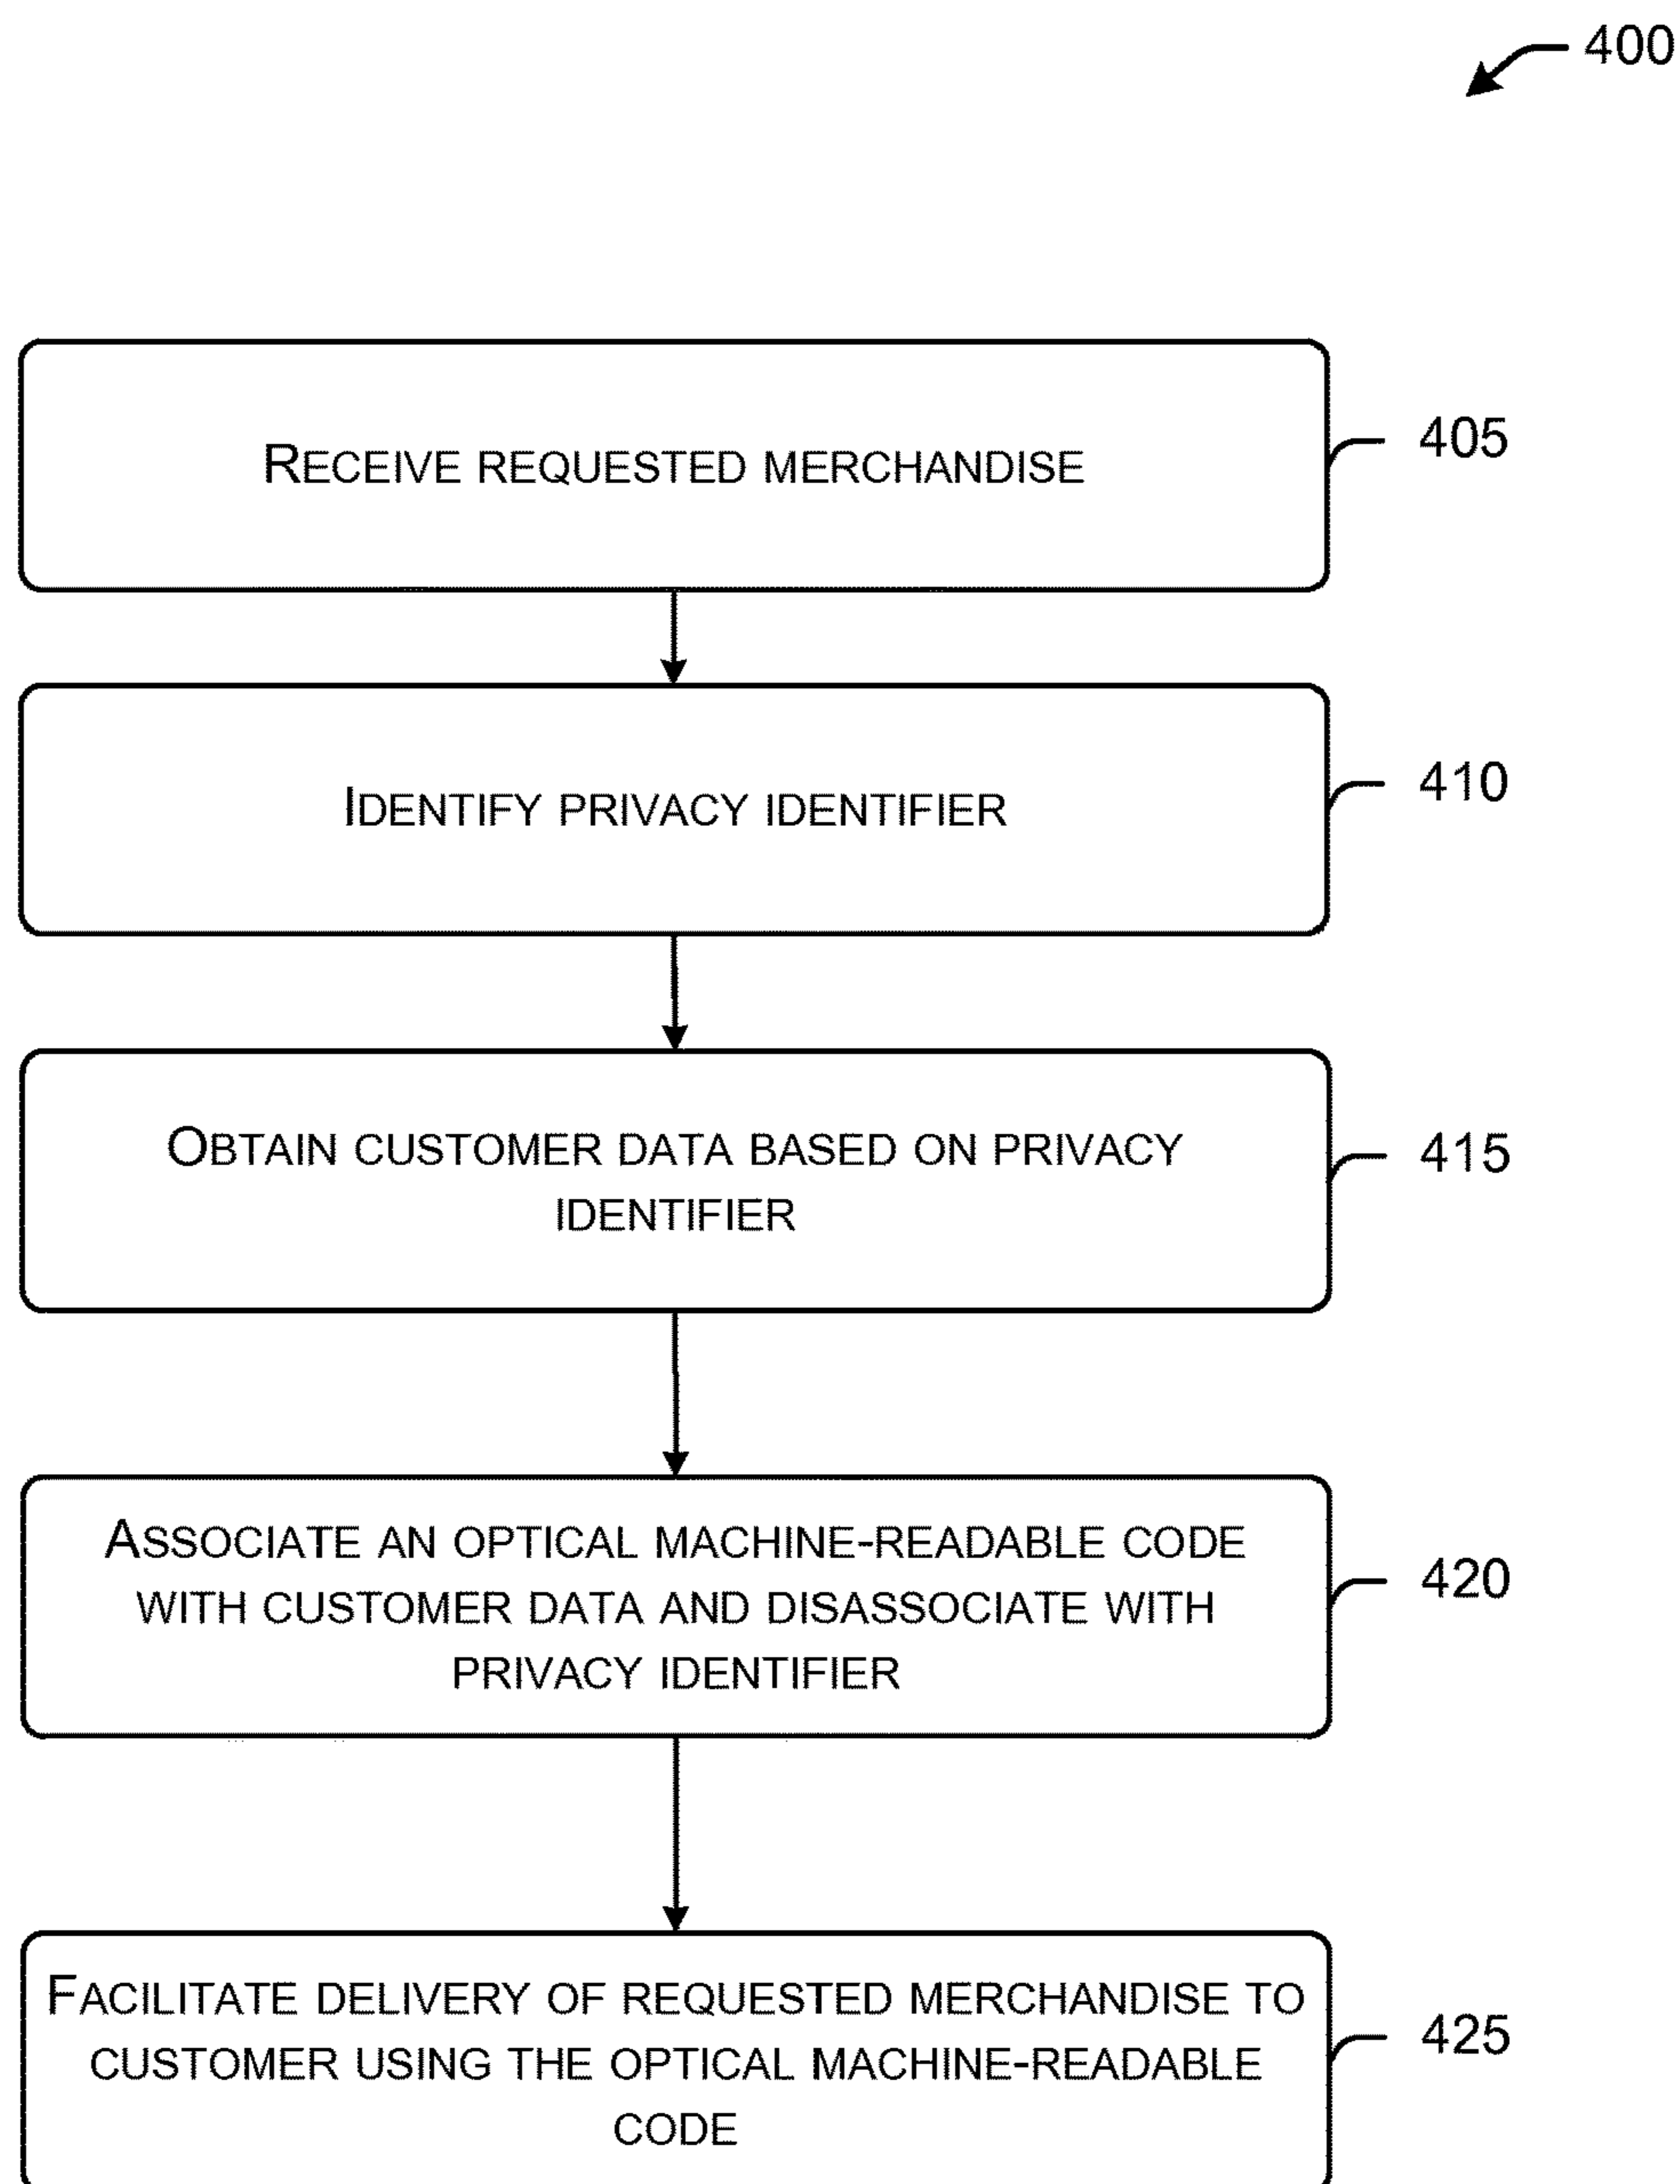 400
RECEIVE REQUESTED MERCHANDISE
405
IDENTIFY PRIVACY IDENTIFIER
410
OBTAIN CUSTOMER DATA BASED ON PRIVACY
IDENTIFIER
415
ASSOCIATE AN OPTICAL MACHINE-READABLE CODE
WITH CUSTOMER DATA AND DISASSOCIATE WITH
PRIVACY IDENTIFIER
420
FACILITATE DELIVERY OF REQUESTED MERCHANDISE TO
CUSTOMER USING THE OPTICAL MACHINE-READABLE
CODE
425